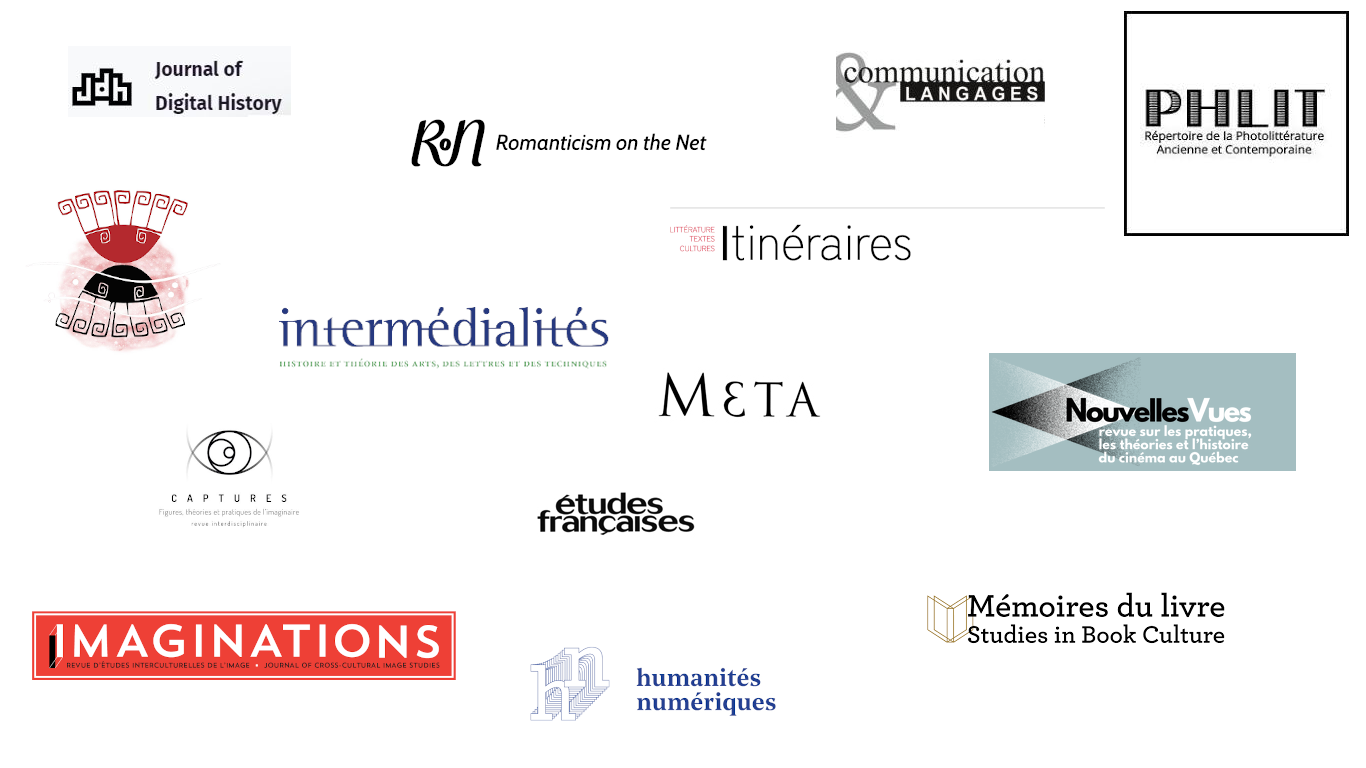 Jdh
Journal of
Digital History
RoN Romanticism on the Net
&
communication
LANGAGES
PHLIT
Répertoire de la Photolittérature
Ancienne et Contemporaine
LITTÉRATURE
TEXTES
CULTURES
Itinéraires
intermédialités
HISTOIRE ET THÉORIE DES ARTS, DES LETTRES ET DES TECHNIQUES
MεTA
NouvellesVues
revue sur les pratiques,
les théories et l'histoire
du cinéma au Québec
CAPTURES
Figures, théories et pratiques de l'imaginaire
revue interdisciplinaire
études
françaises
Mémoires du livre
Studies in Book Culture
IMAGINATIONS
REVUE D'ÉTUDES INTERCULTURELLES DE L'IMAGE • JOURNAL OF CROSS-CULTURAL IMAGE STUDIES
hn
humanités
numériques